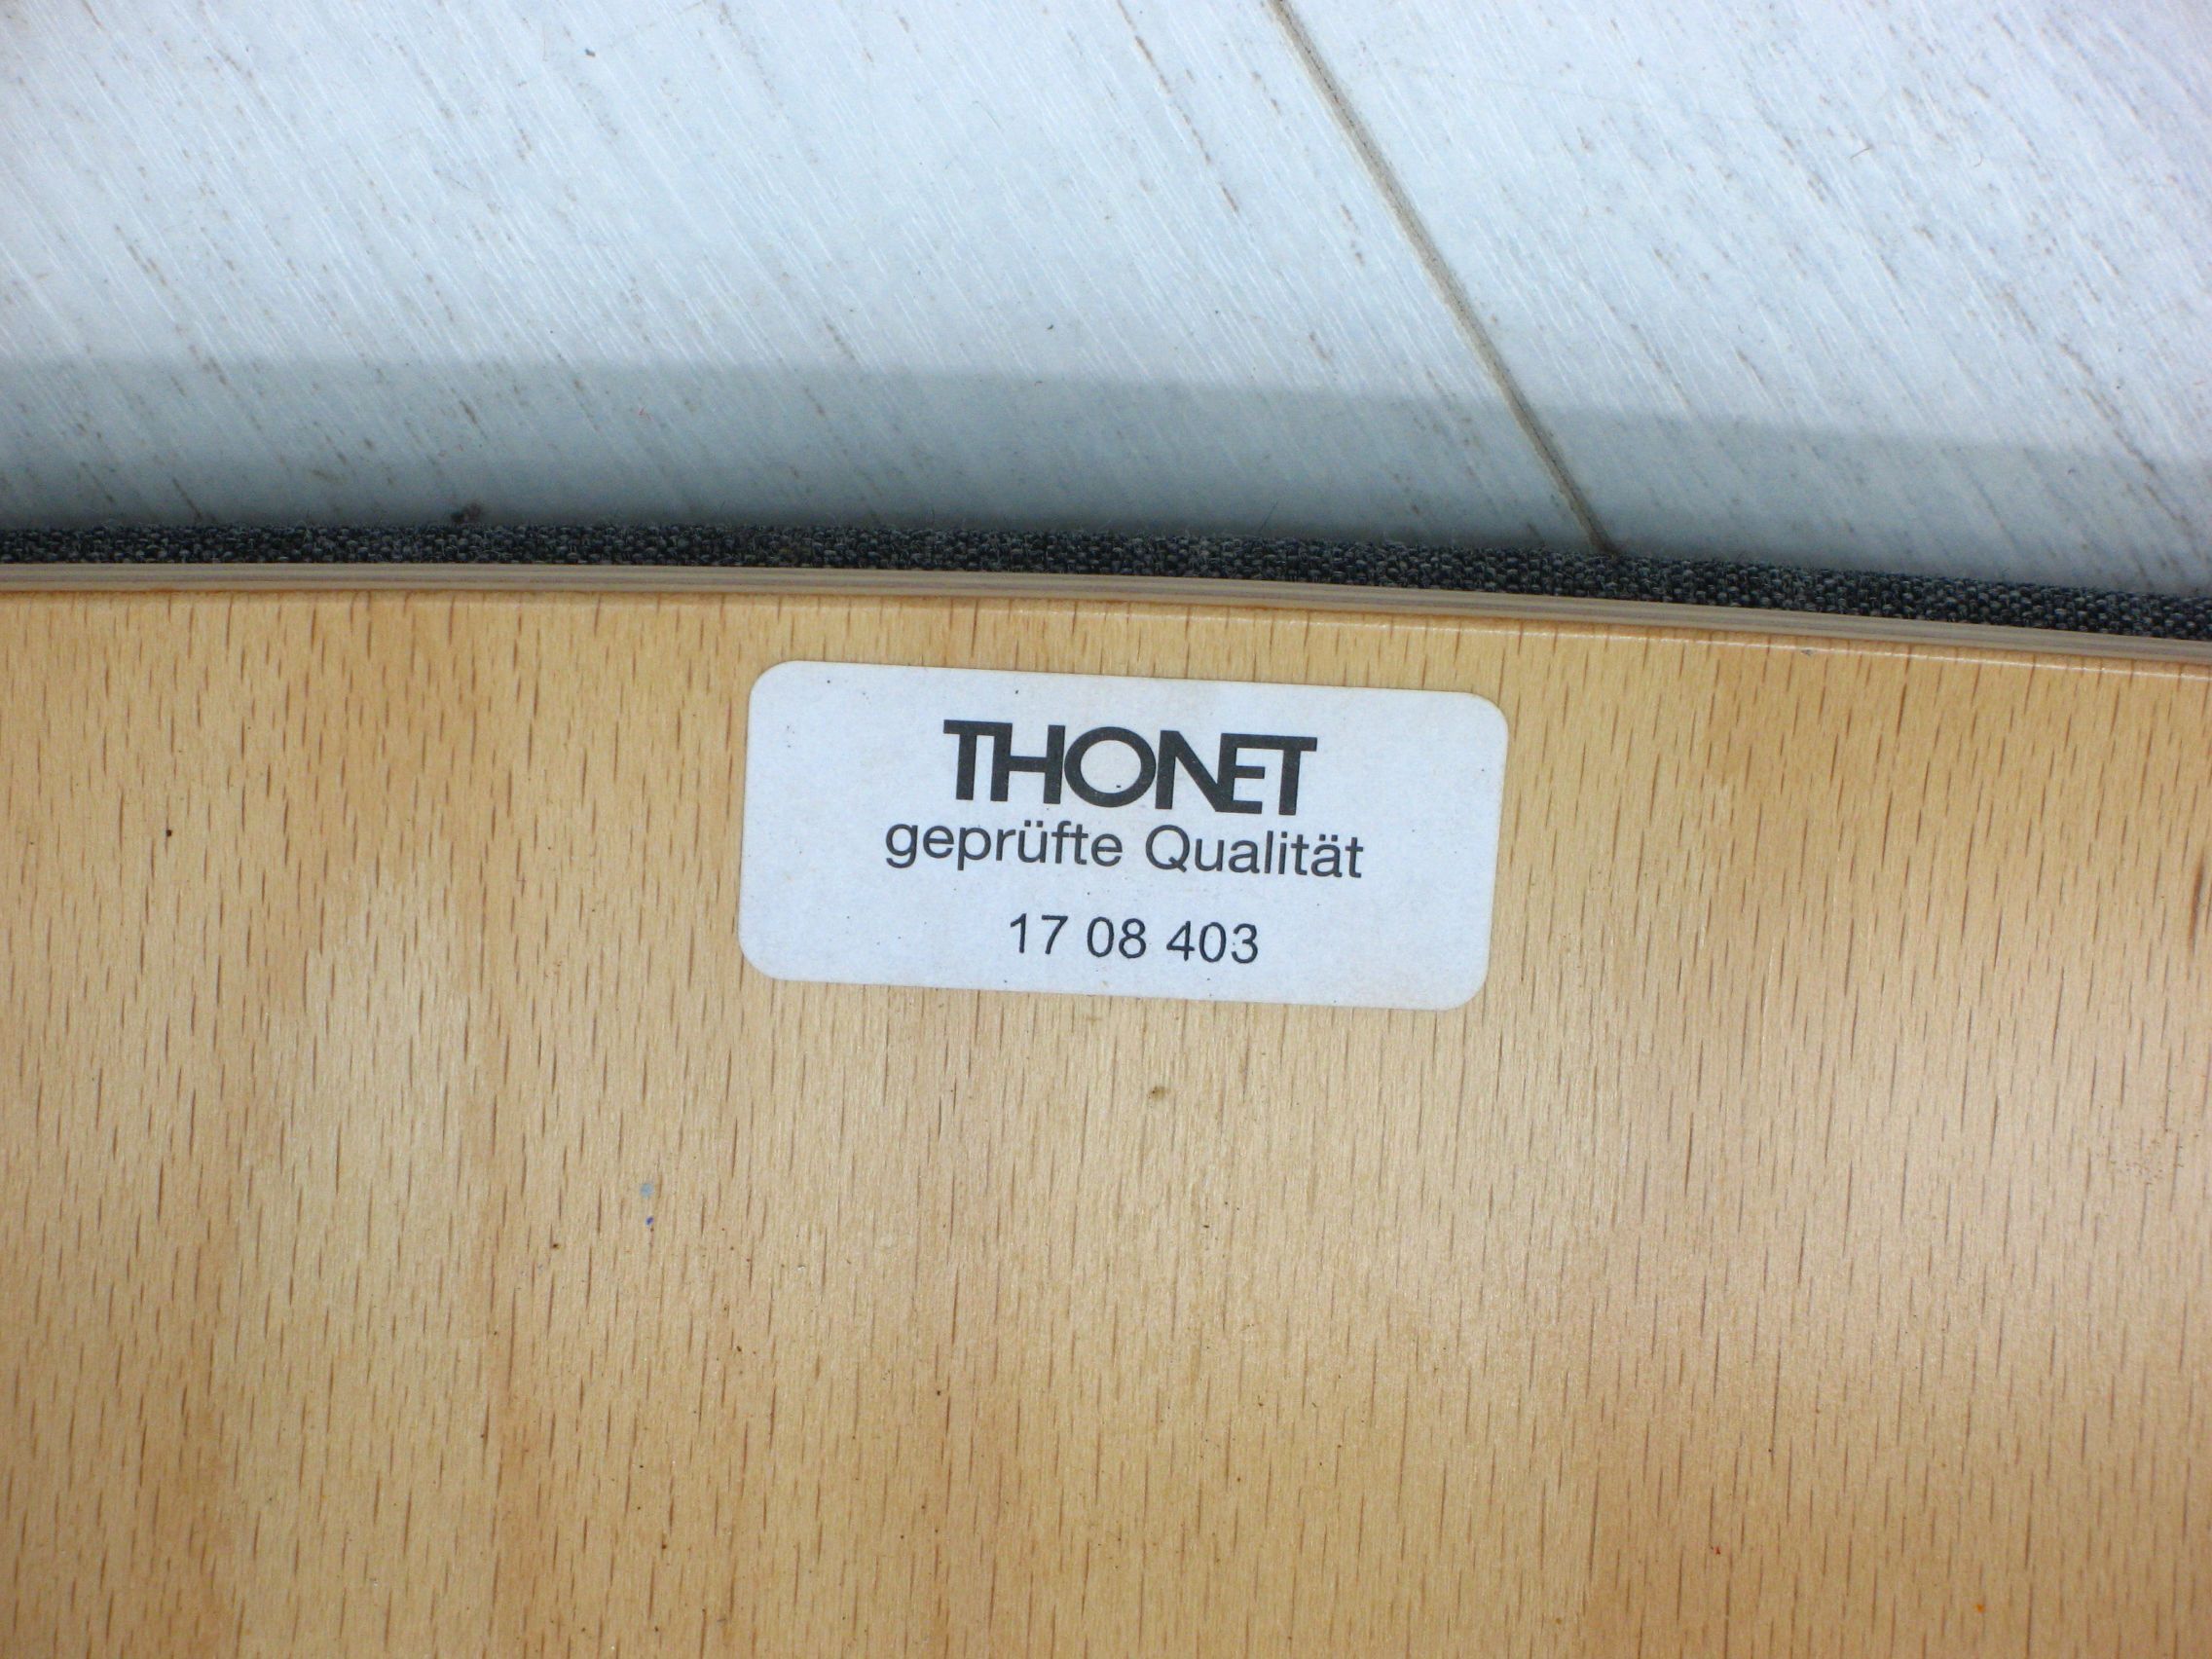 THONET
geprüfte Qualität
17 08 403